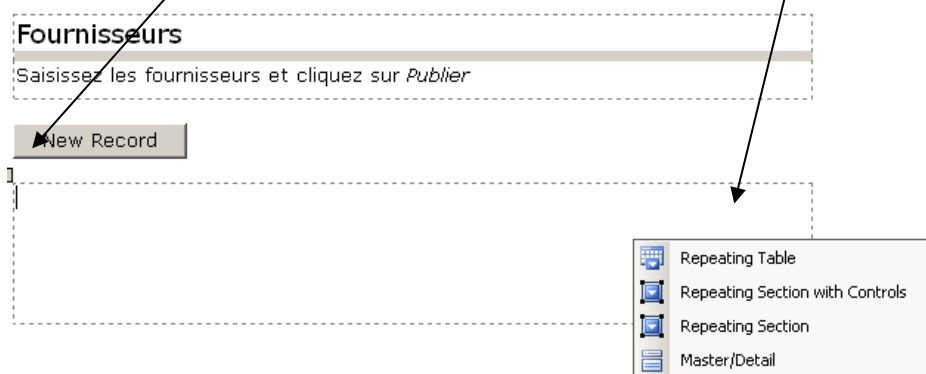 Fournisseurs
Saisissez les fournisseurs et cliquez sur Publier
New Record
Repeating Table
Repeating Section with Controls
Repeating Section
Master/Detail